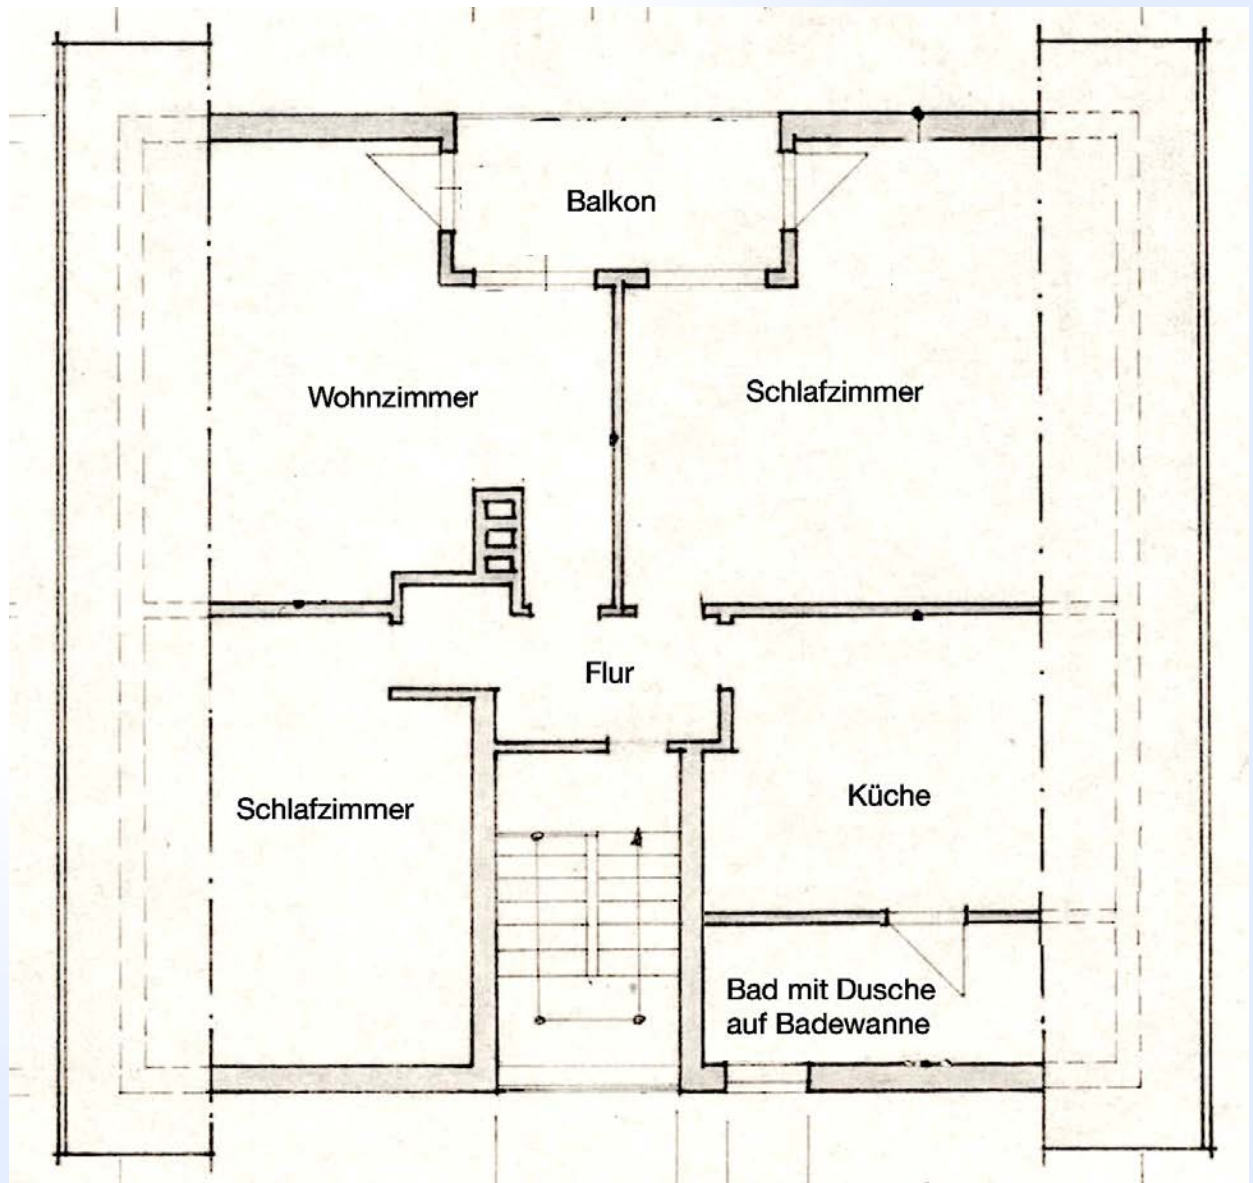 Balkon
Wohnzimmer
Schlafzimmer
Flur
Schlafzimmer
Küche
Bad mit Dusche
auf Badewanne